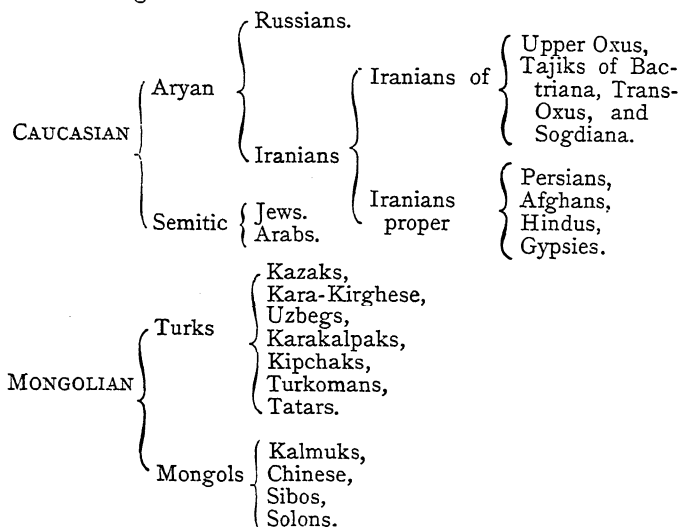 Russians.
Aryan
Iranians
Iranians of
Upper Oxus,
Tajiks of Bac-
triana, Trans-
Oxus, and
Sogdiana.
Iranians
proper
Persians,
Afghans,
Hindus,
Gypsies.
CAUCASIAN
Semitic
Jews.
Arabs.
MONGOLIAN
Turks
Kazaks,
Kara-Kirghese,
Uzbegs,
Karakalpaks,
Kipchaks,
Turkomans,
Tatars.
Mongols
Kalmuks,
Chinese,
Sibos,
Solons.